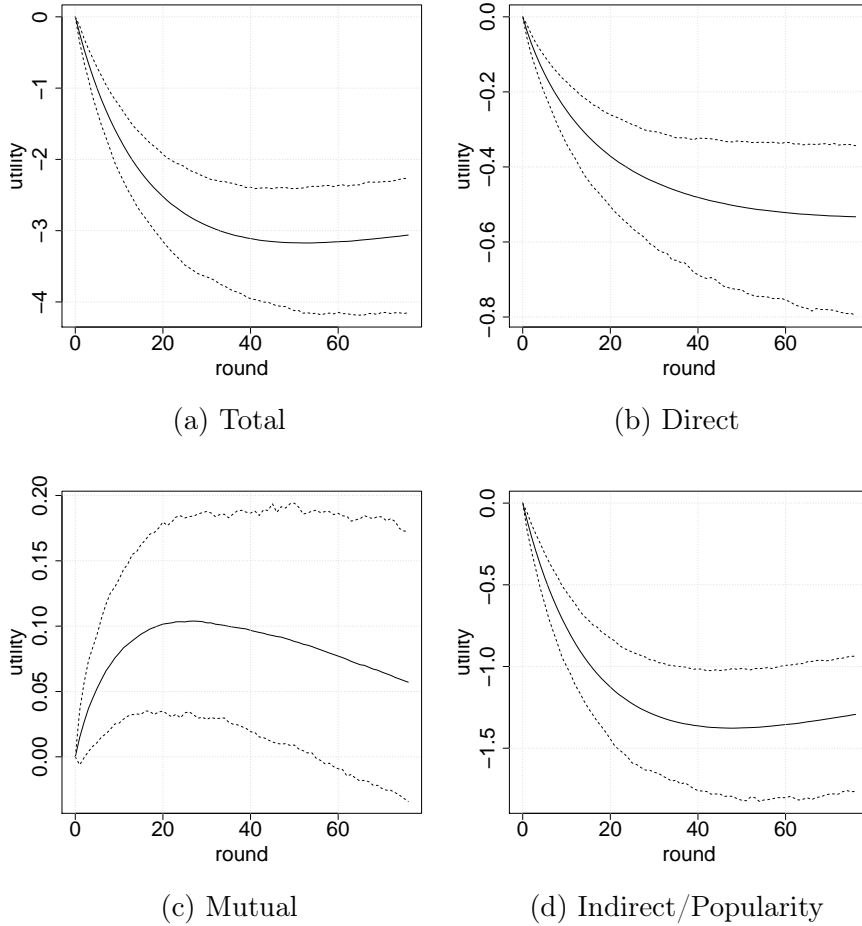 0
−1
−2
−3
−4
utility
0 20 40 60
round
(a) Total
0.0
−0.2
−0.4
−0.6
−0.8
utility
0 20 40 60
round
(b) Direct
0.20
0.15
0.10
0.05
0.00
utility
0 20 40 60
round
(c) Mutual
0.0
−0.5
−1.0
−1.5
utility
0 20 40 60
round
(d) Indirect/Popularity